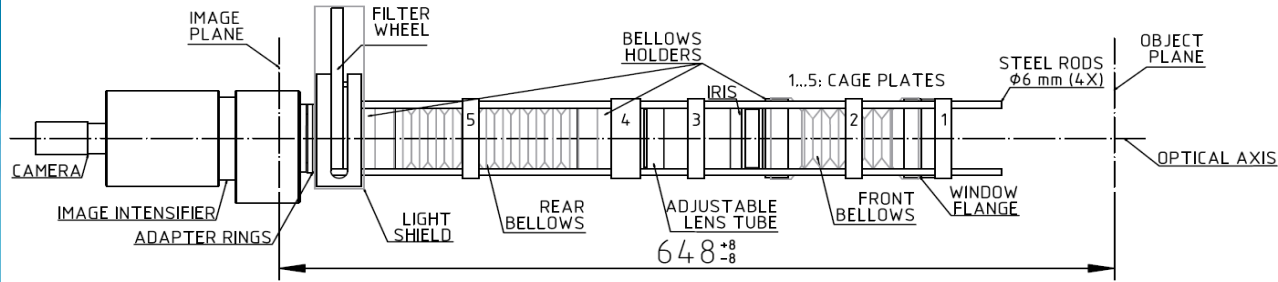 IMAGE
PLANE
FILTER
WHEEL
BELLOWS
HOLDERS
1...5: CAGE PLATES
STEEL RODS
ϕ6 mm (4X)
OBJECT
PLANE
IRIS
5
4
3
2
1
CAMERA
OPTICAL AXIS
IMAGE INTENSIFIER
ADAPTER RINGS
LIGHT
SHIELD
REAR
BELLOWS
ADJUSTABLE
LENS TUBE
FRONT
BELLOWS
WINDOW
FLANGE
648 +8
-8